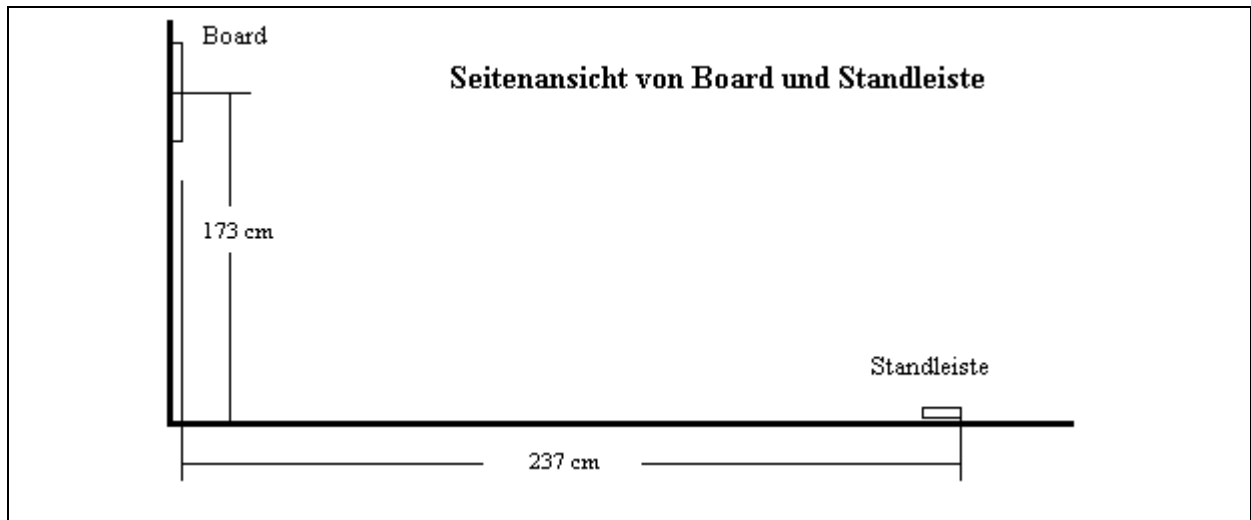 Board
Seitenansicht von Board und Standleiste
173 cm
Standleiste
237 cm